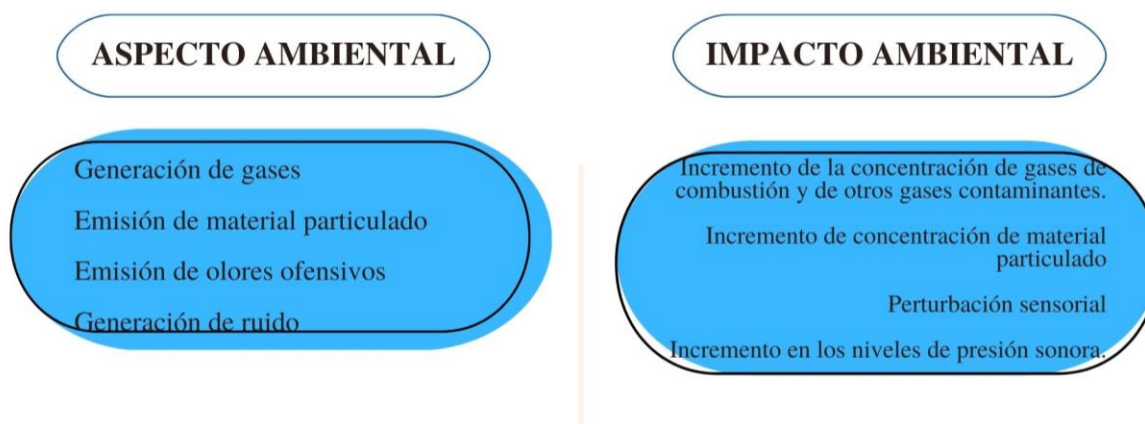 ASPECTO AMBIENTAL
Generación de gases
Emisión de material particulado
Emisión de olores ofensivos
Generación de ruido
IMPACTO AMBIENTAL
Incremento de la concentración de gases de
combustión y de otros gases contaminantes.
Incremento de concentración de material
particulado
Perturbación sensorial
Incremento en los niveles de presión sonora.